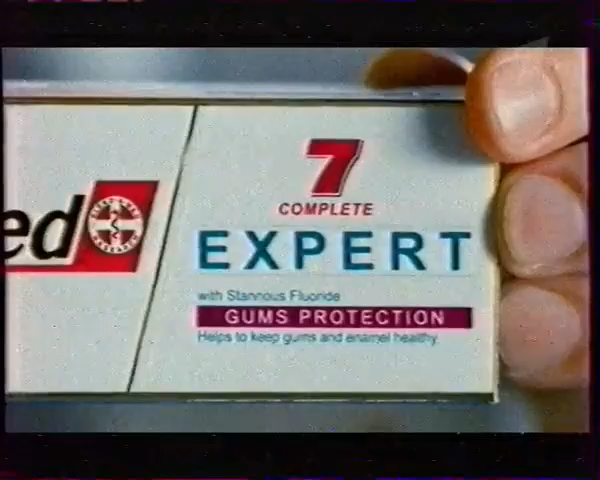 ed
7
COMPLETE
EXPERT
with Stannous Fluoride
GUMS PROTECTION
Helps to keep gums and enamel healthy